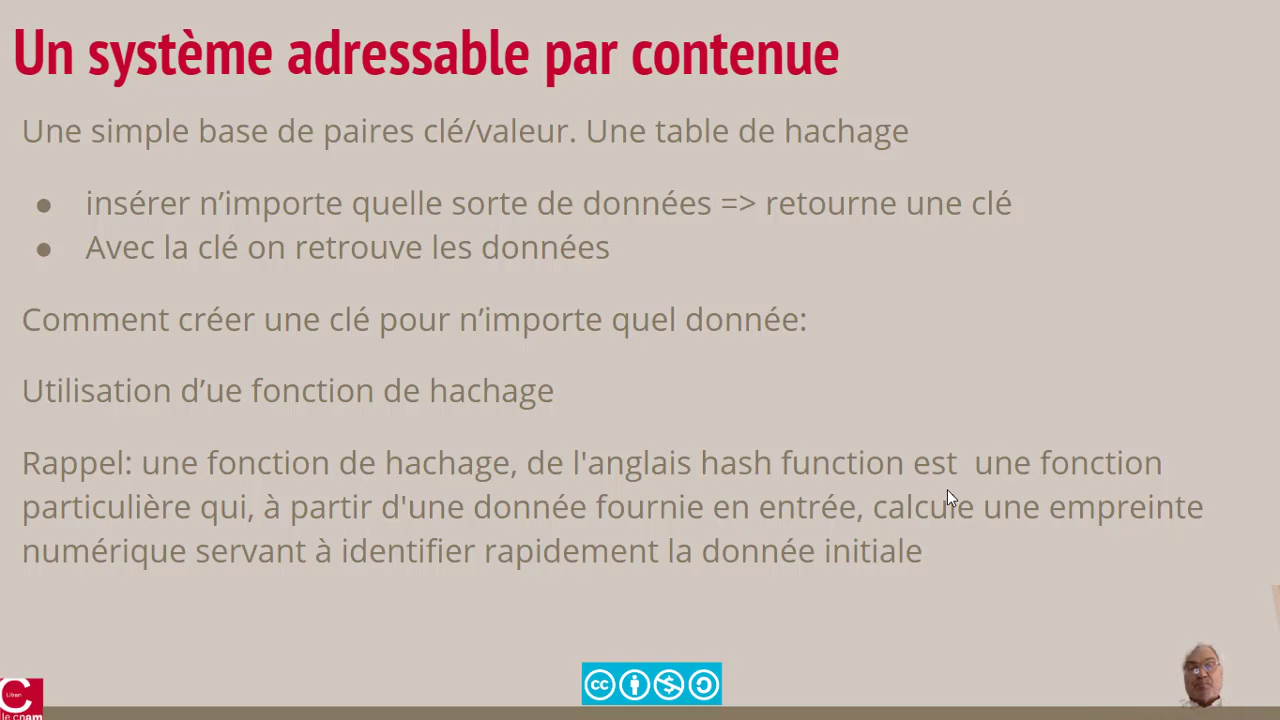 Un système adressable par contenue
Une simple base de paires clé/valeur. Une table de hachage
● insérer n’importe quelle sorte de données => retourne une clé
● Avec la clé on retrouve les données
Comment créer une clé pour n’importe quel donnée:
Utilisation d’ue fonction de hachage
Rappel: une fonction de hachage, de l'anglais hash function est  une fonction
particulière qui, à partir d'une donnée fournie en entrée, calcule une empreinte
numérique servant à identifier rapidement la donnée initiale
cc
Lifran
le cnam